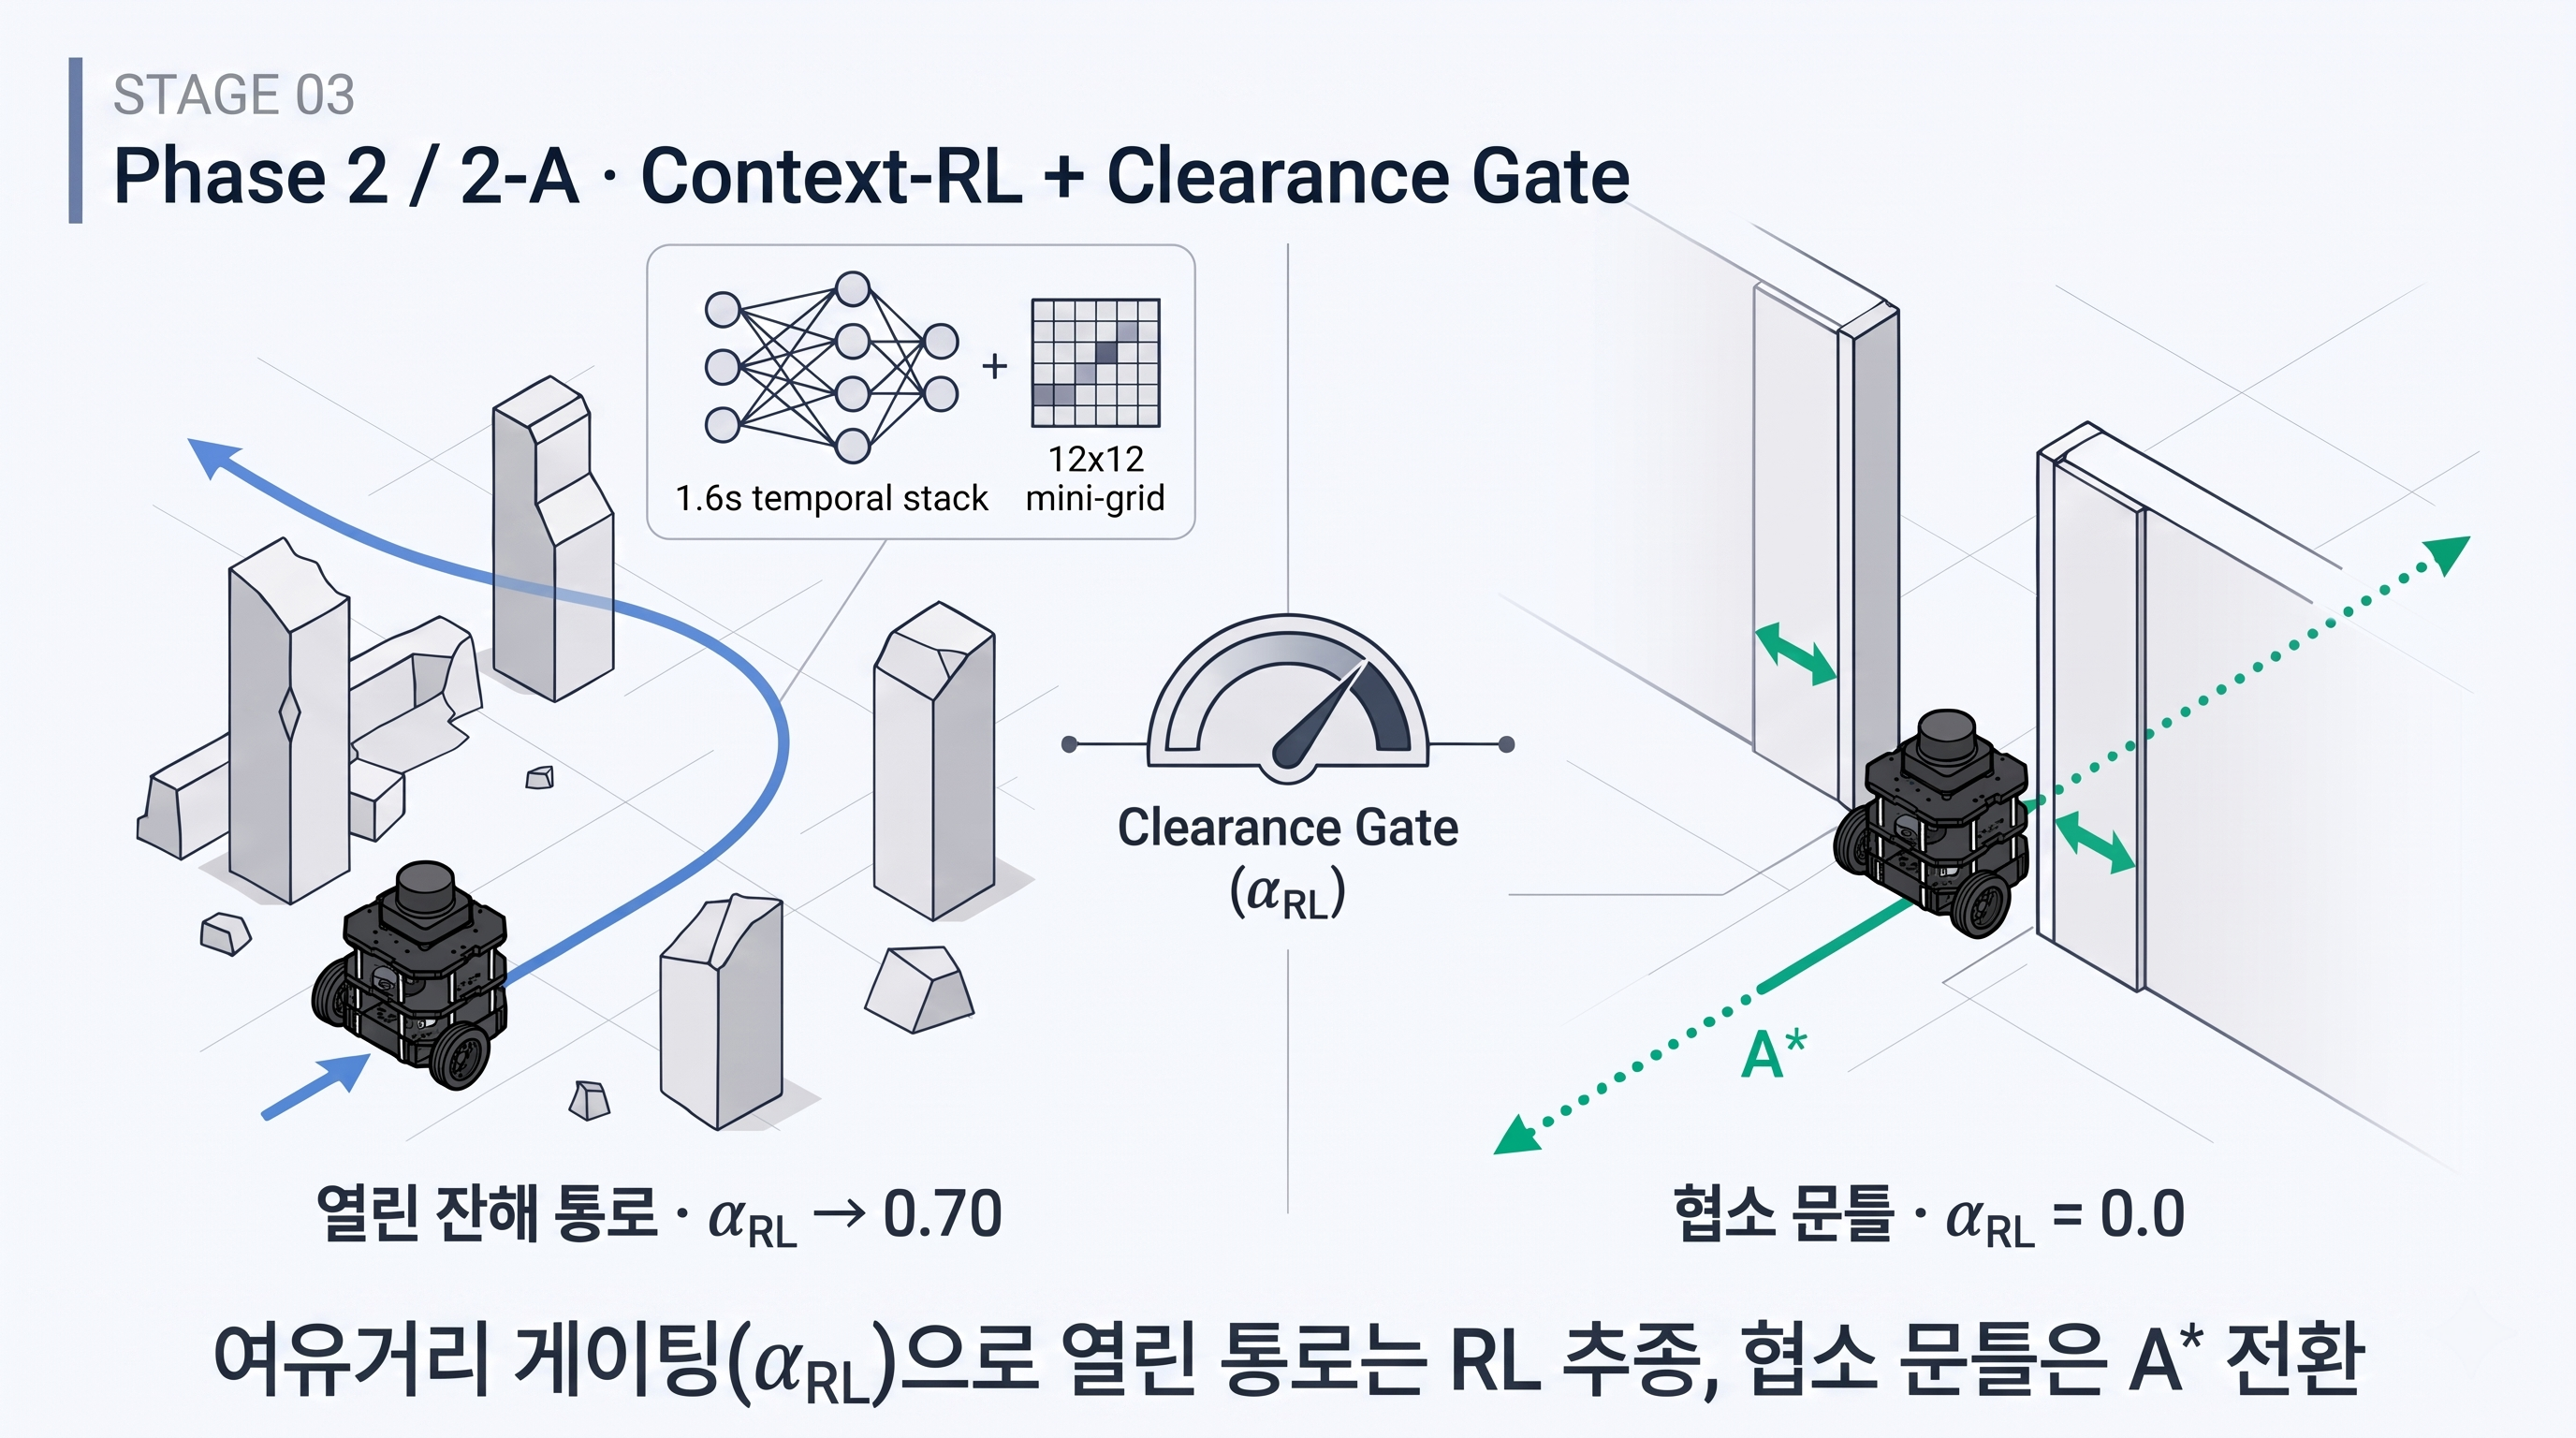 STAGE 03
Phase 2 / 2-A · Context-RL + Clearance Gate
+
1.6s temporal stack
12x12
mini-grid
Clearance Gate
(αRL)
A*
열린 잔해 통로 · αRL → 0.70
협소 문틀 · αRL = 0.0
여유거리 게이팅(αRL)으로 열린 통로는 RL 추종, 협소 문틀은 A* 전환